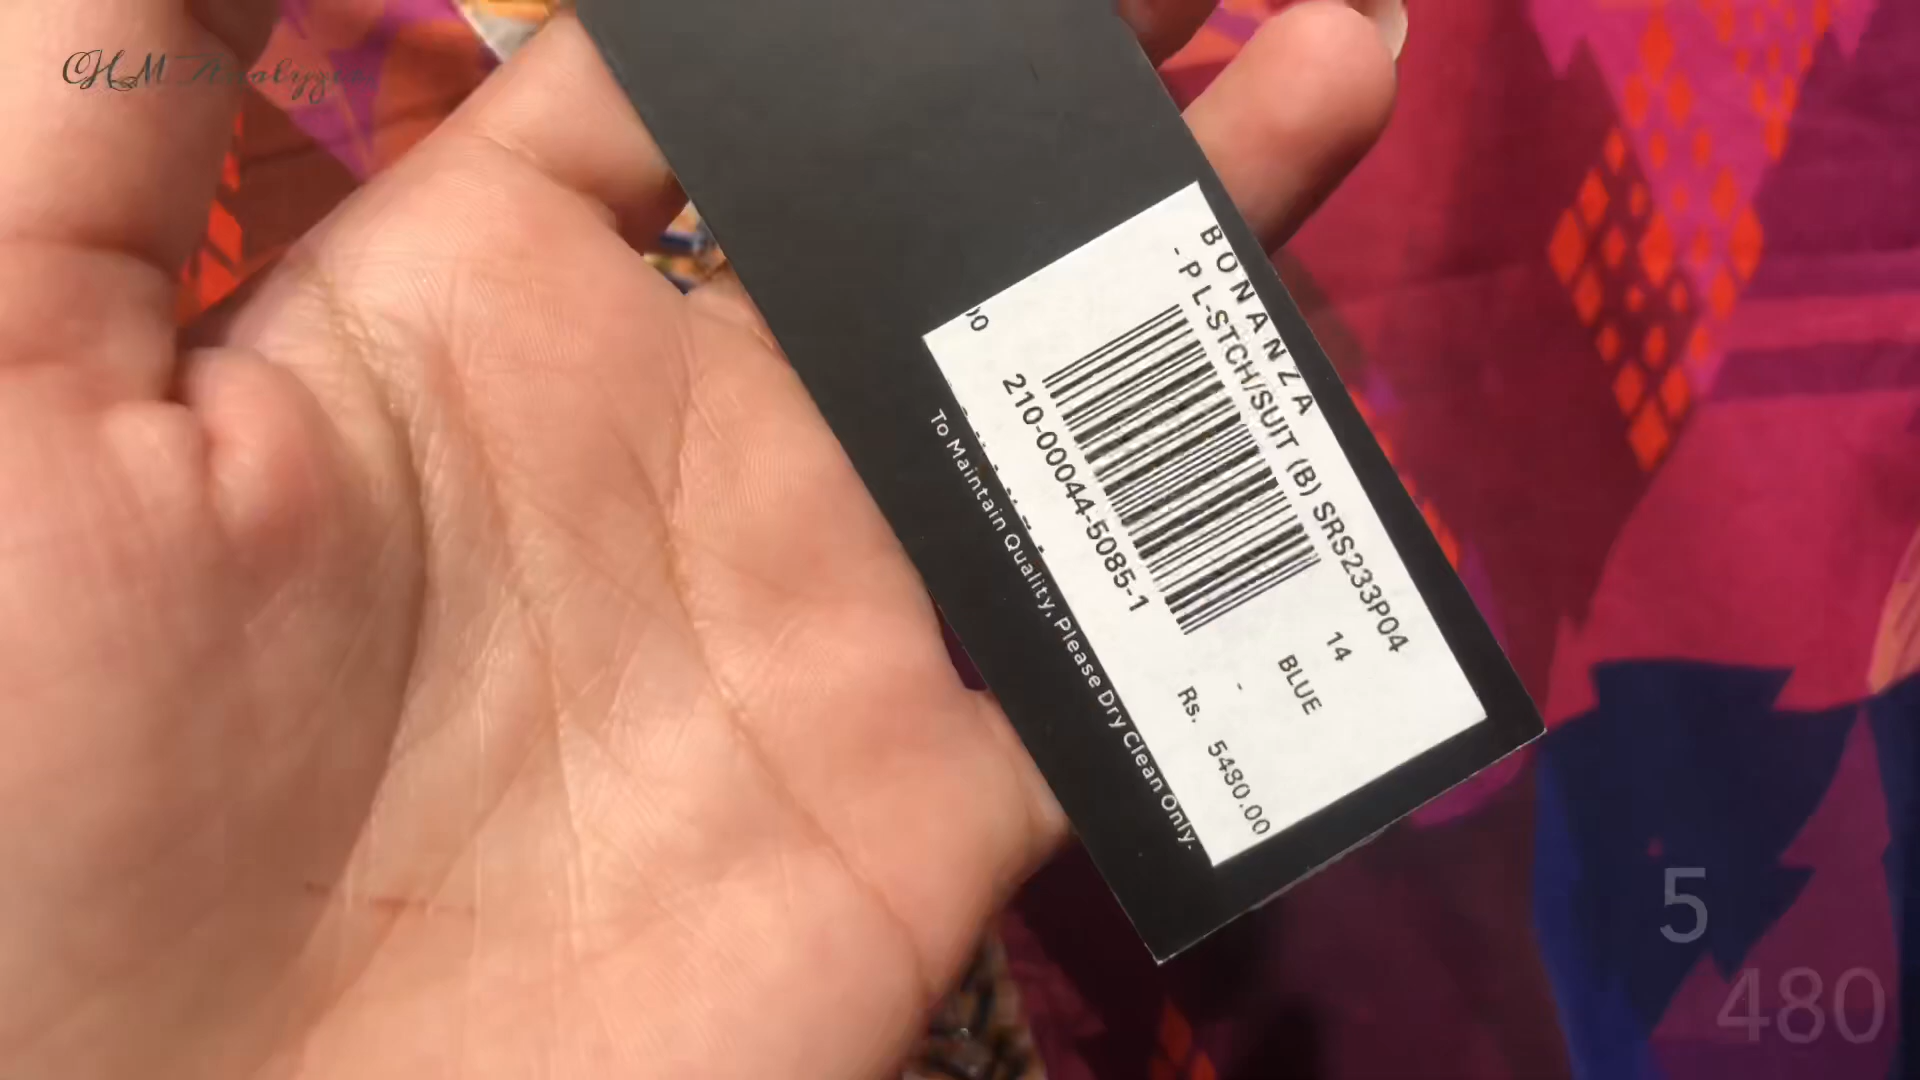 BONANZA
- P L-STCH/SUIT (B) SRS233P04
14
BLUE
-
210-00044-5085-1
Rs. 5480.00
To Maintain Quality, Please Dry Clean Only.
5
480